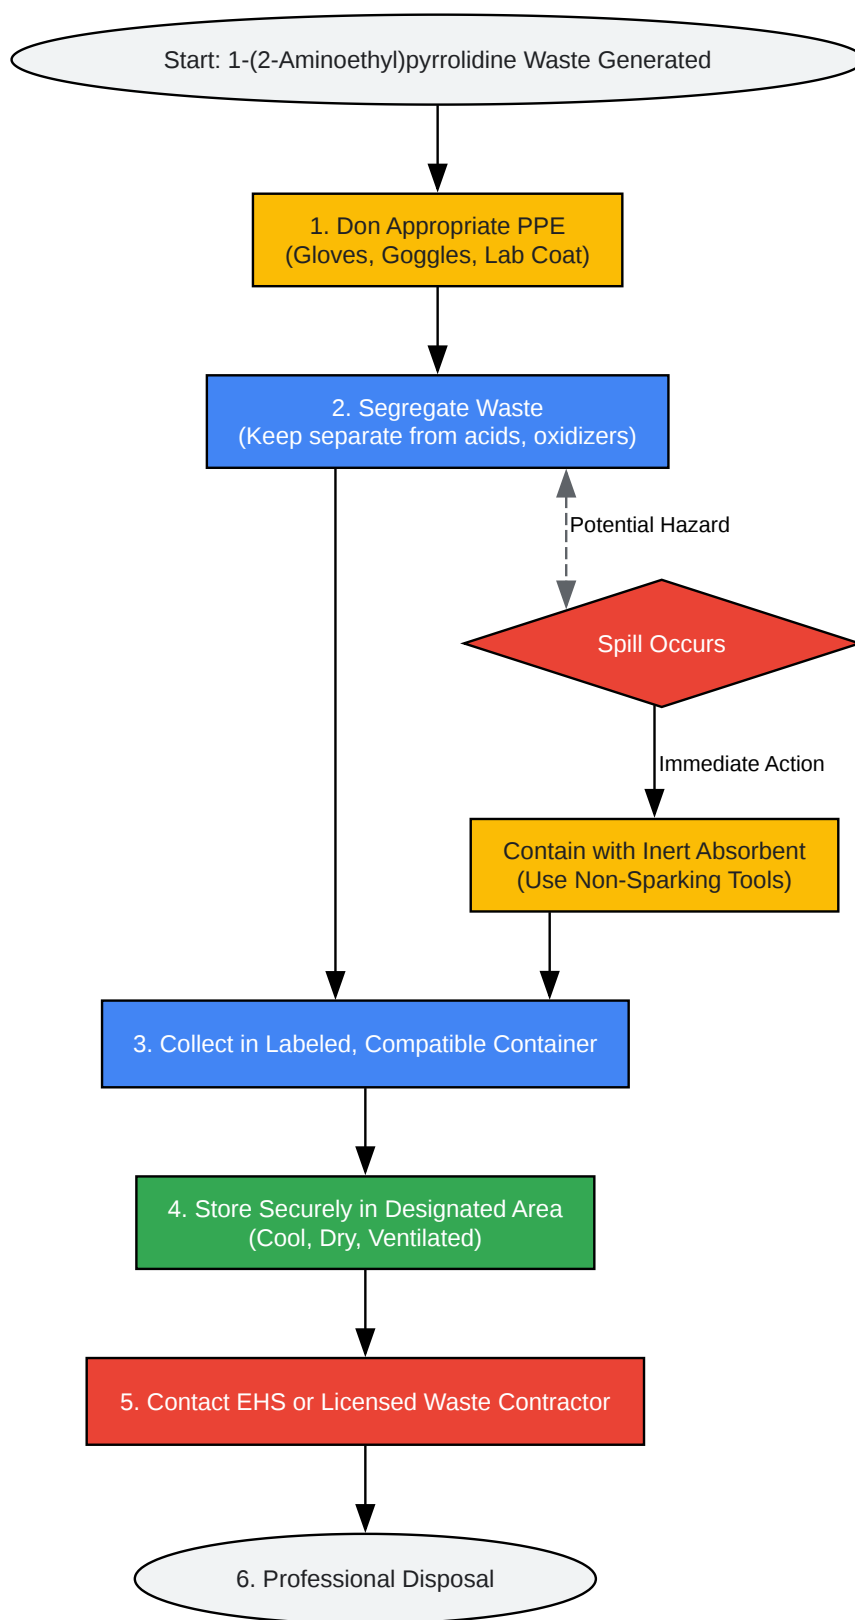 Start: 1-(2-Aminoethyl)pyrrolidine Waste Generated
1. Don Appropriate PPE
(Gloves, Goggles, Lab Coat)
2. Segregate Waste
(Keep separate from acids, oxidizers)
Potential Hazard
Spill Occurs
Immediate Action
Contain with Inert Absorbent
(Use Non-Sparking Tools)
3. Collect in Labeled, Compatible Container
4. Store Securely in Designated Area
(Cool, Dry, Ventilated)
5. Contact EHS or Licensed Waste Contractor
6. Professional Disposal